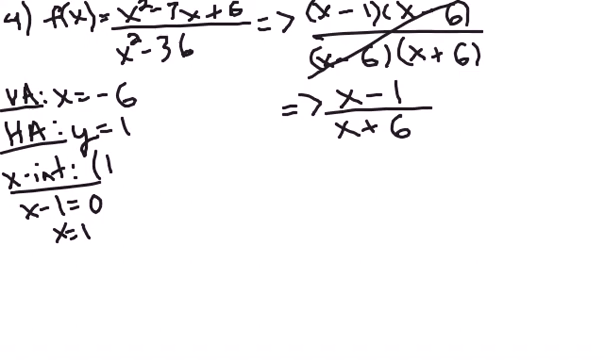 4) f(x) = x² - 7x + 6 / x² - 36 => (x - 1)(x - 6) / (x - 6)(x + 6)
VA: x = -6
=> x - 1 / x + 6
HA: y = 1
x-int: (1
x - 1 = 0
x = 1